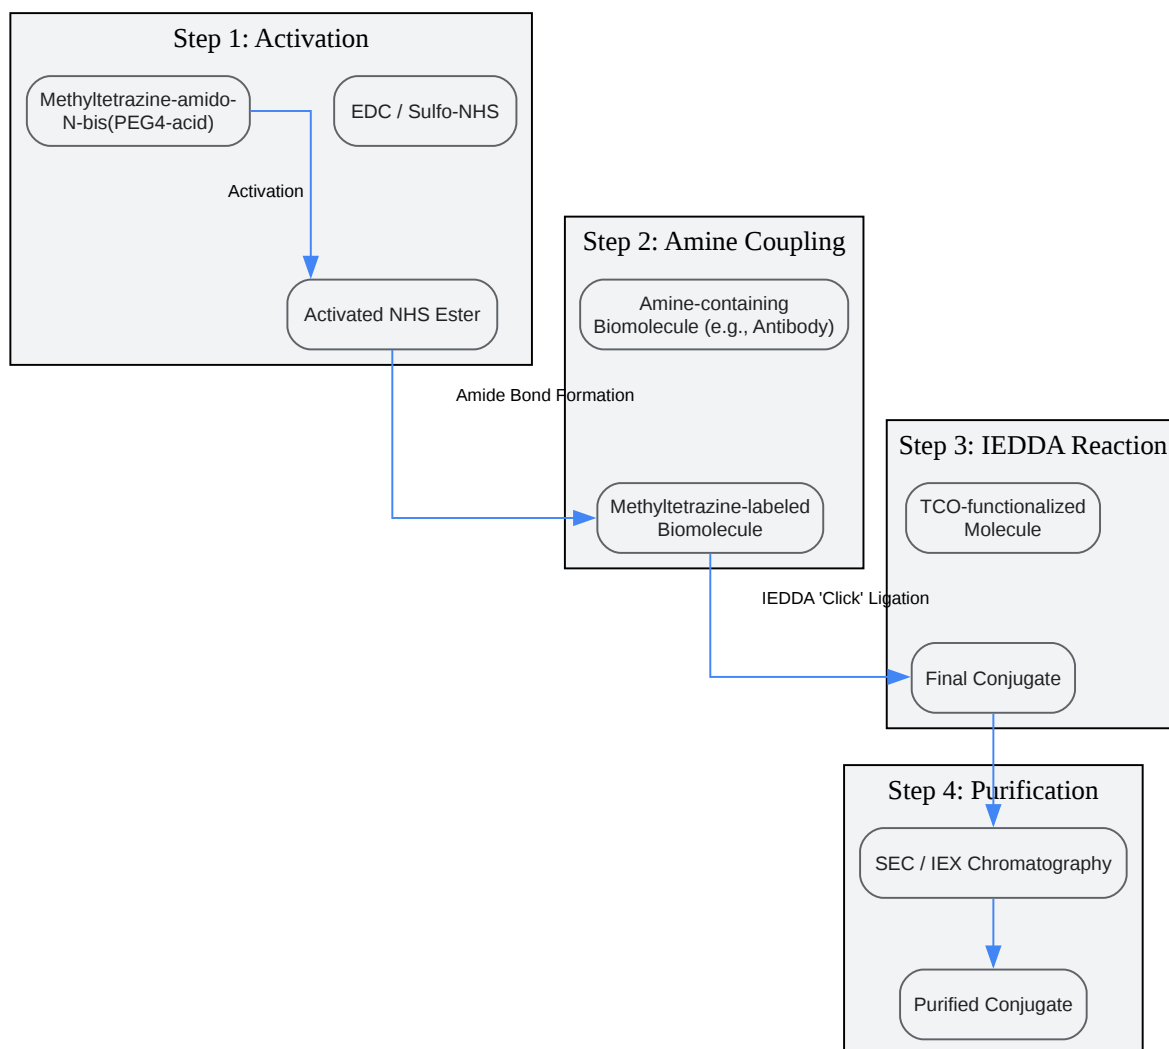 Step 1: Activation
Methyltetrazine-amido-
N-bis(PEG4-acid)
EDC / Sulfo-NHS
Activation
Activated NHS Ester
Step 2: Amine Coupling
Amine-containing
Biomolecule (e.g., Antibody)
Amide Bond Formation
Methyltetrazine-labeled
Biomolecule
Step 3: IEDDA Reaction
TCO-functionalized
Molecule
IEDDA 'Click' Ligation
Final Conjugate
Step 4: Purification
SEC / IEX Chromatography
Purified Conjugate